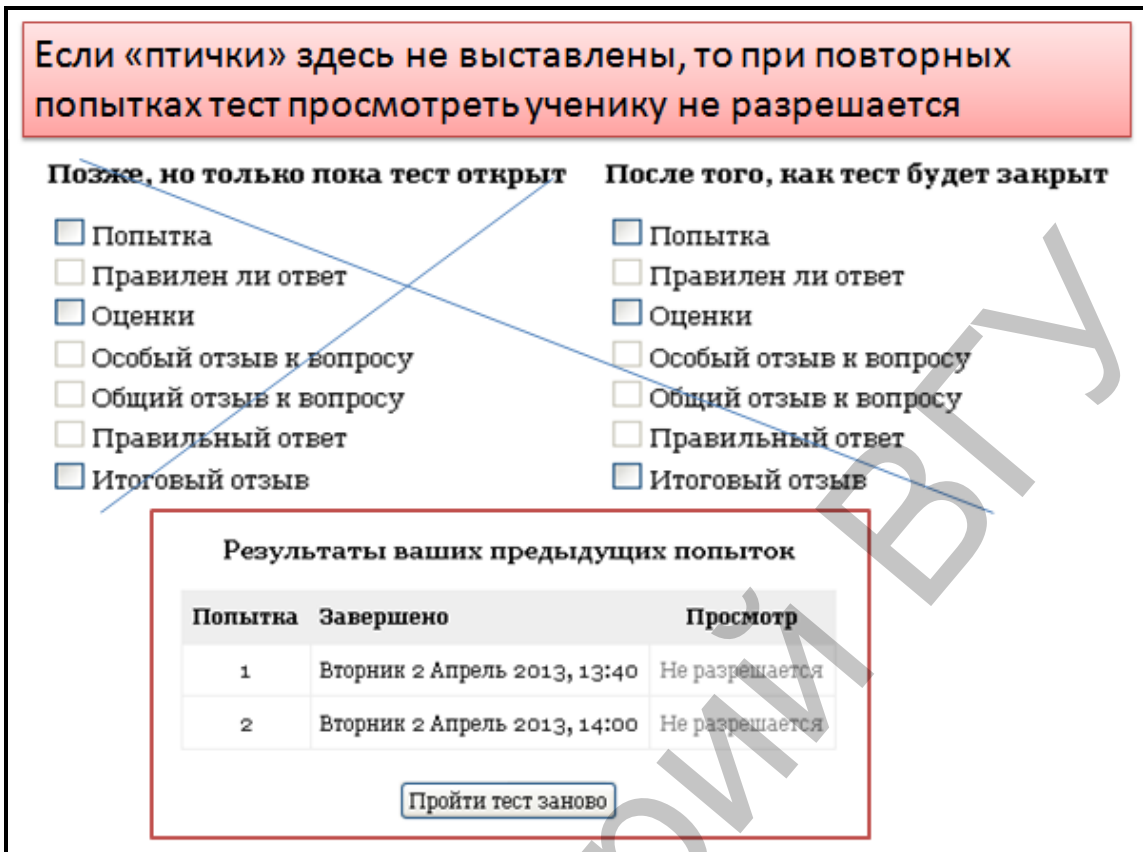 Если «птички» здесь не выставлены, то при повторных
попытках тест просмотреть ученику не разрешается
Позже, но только пока тест открыт
Попытка
Правилен ли ответ
Оценки
Особый отзыв к вопросу
Общий отзыв к вопросу
Правильный ответ
Итоговый отзыв
После того, как тест будет закрыт
Попытка
Правилен ли ответ
Оценки
Особый отзыв к вопросу
Общий отзыв к вопросу
Правильный ответ
Итоговый отзыв
Результаты ваших предыдущих попыток
Попытка Завершено Просмотр
1 Вторник 2 Апрель 2013, 13:40 Не разрешается
2 Вторник 2 Апрель 2013, 14:00 Не разрешается
Пройти тест заново
ВГУ